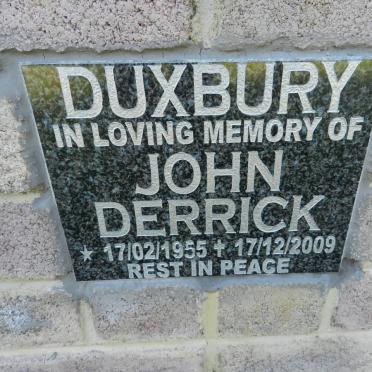 DUXBURY
IN LOVING MEMORY OF
JOHN
DERRICK
★ 17/02/1955 + 17/12/2009
REST IN PEACE